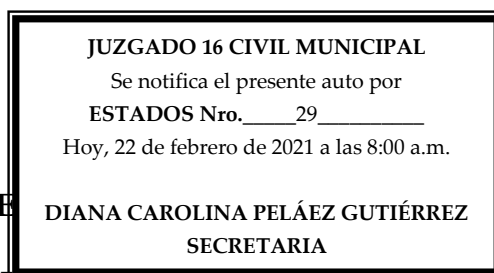 JUZGADO 16 CIVIL MUNICIPAL
Se notifica el presente auto por
ESTADOS Nro._____29__________
Hoy, 22 de febrero de 2021 a las 8:00 a.m.
E
DIANA CAROLINA PELÁEZ GUTIÉRREZ
SECRETARIA